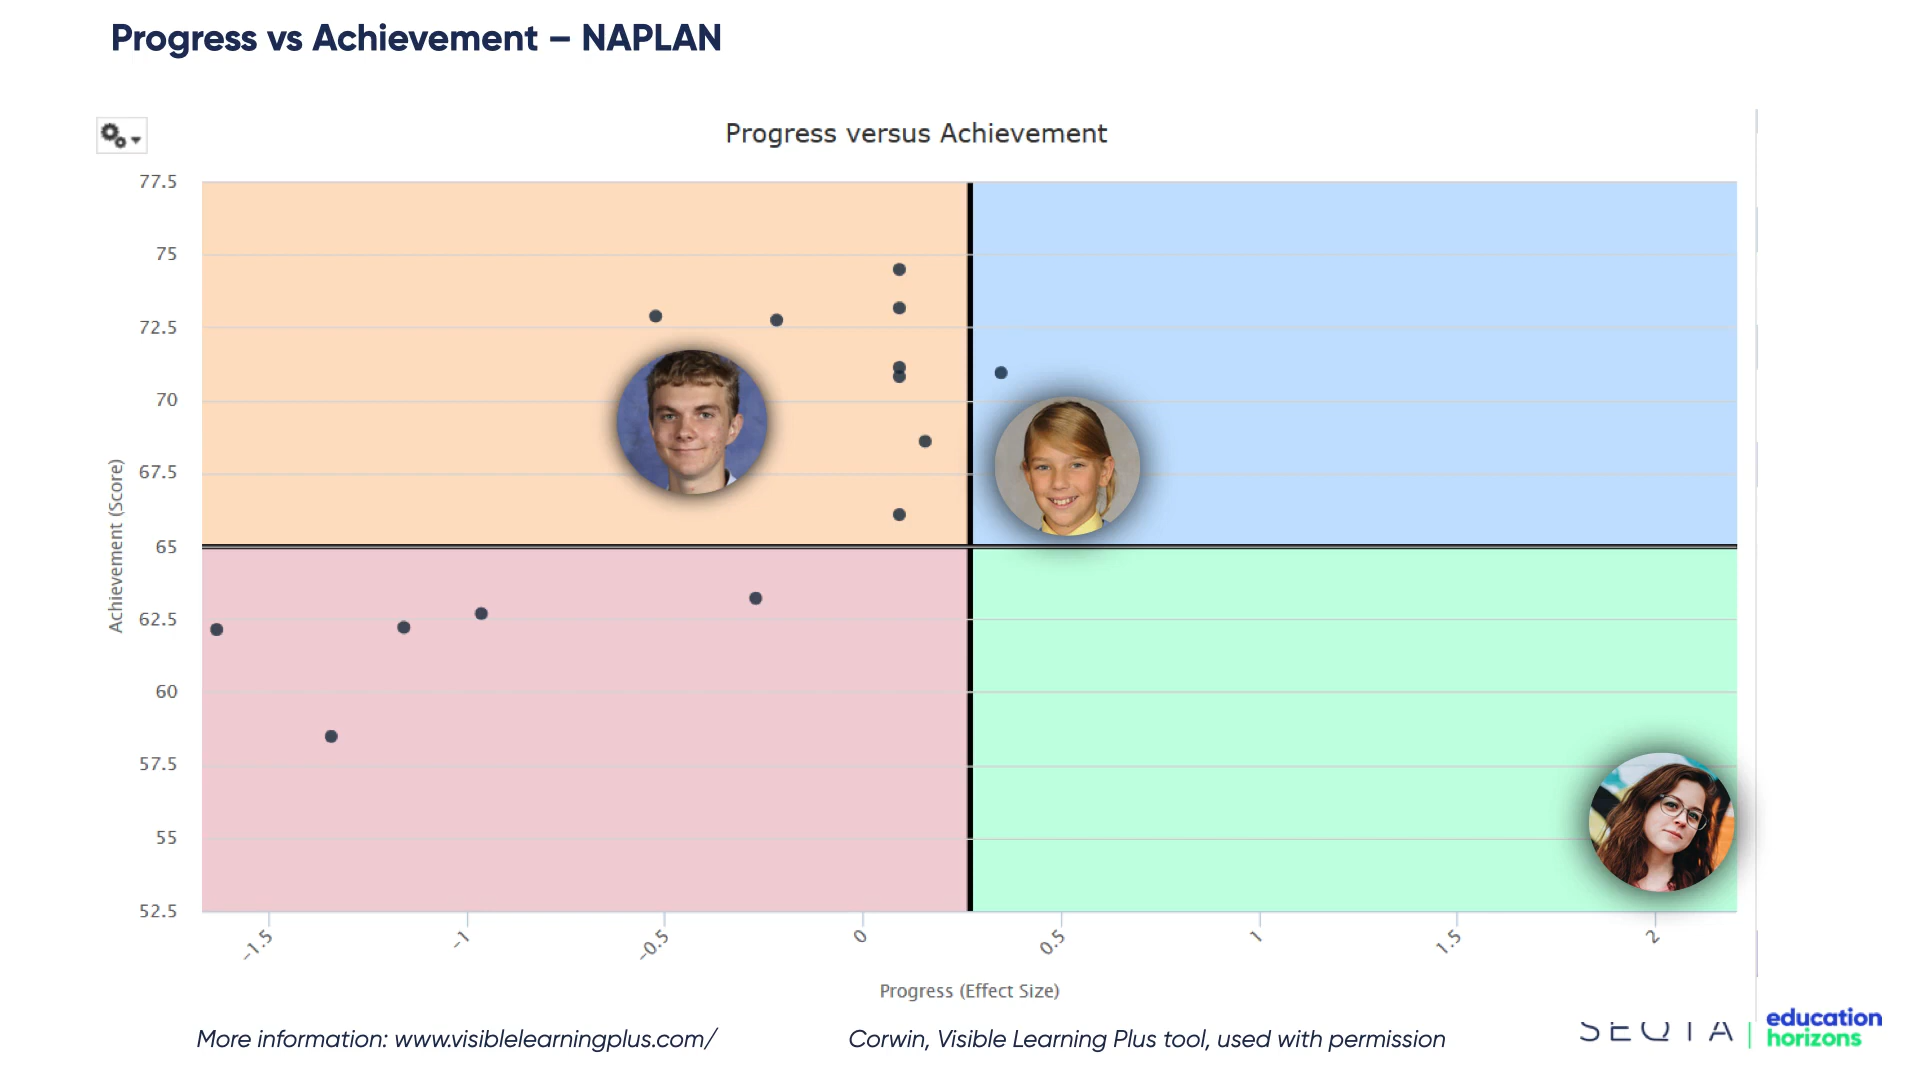 Progress vs Achievement – NAPLAN
Progress versus Achievement
77.5
75
72.5
70
67.5
65
62.5
60
57.5
55
52.5
Achievement (Score)
-1.5
-1
-0.5
0
0.5
1
1.5
2
Progress (Effect Size)
More information: www.visiblelearningplus.com/
Corwin, Visible Learning Plus tool, used with permission
SEQTA
education
horizons